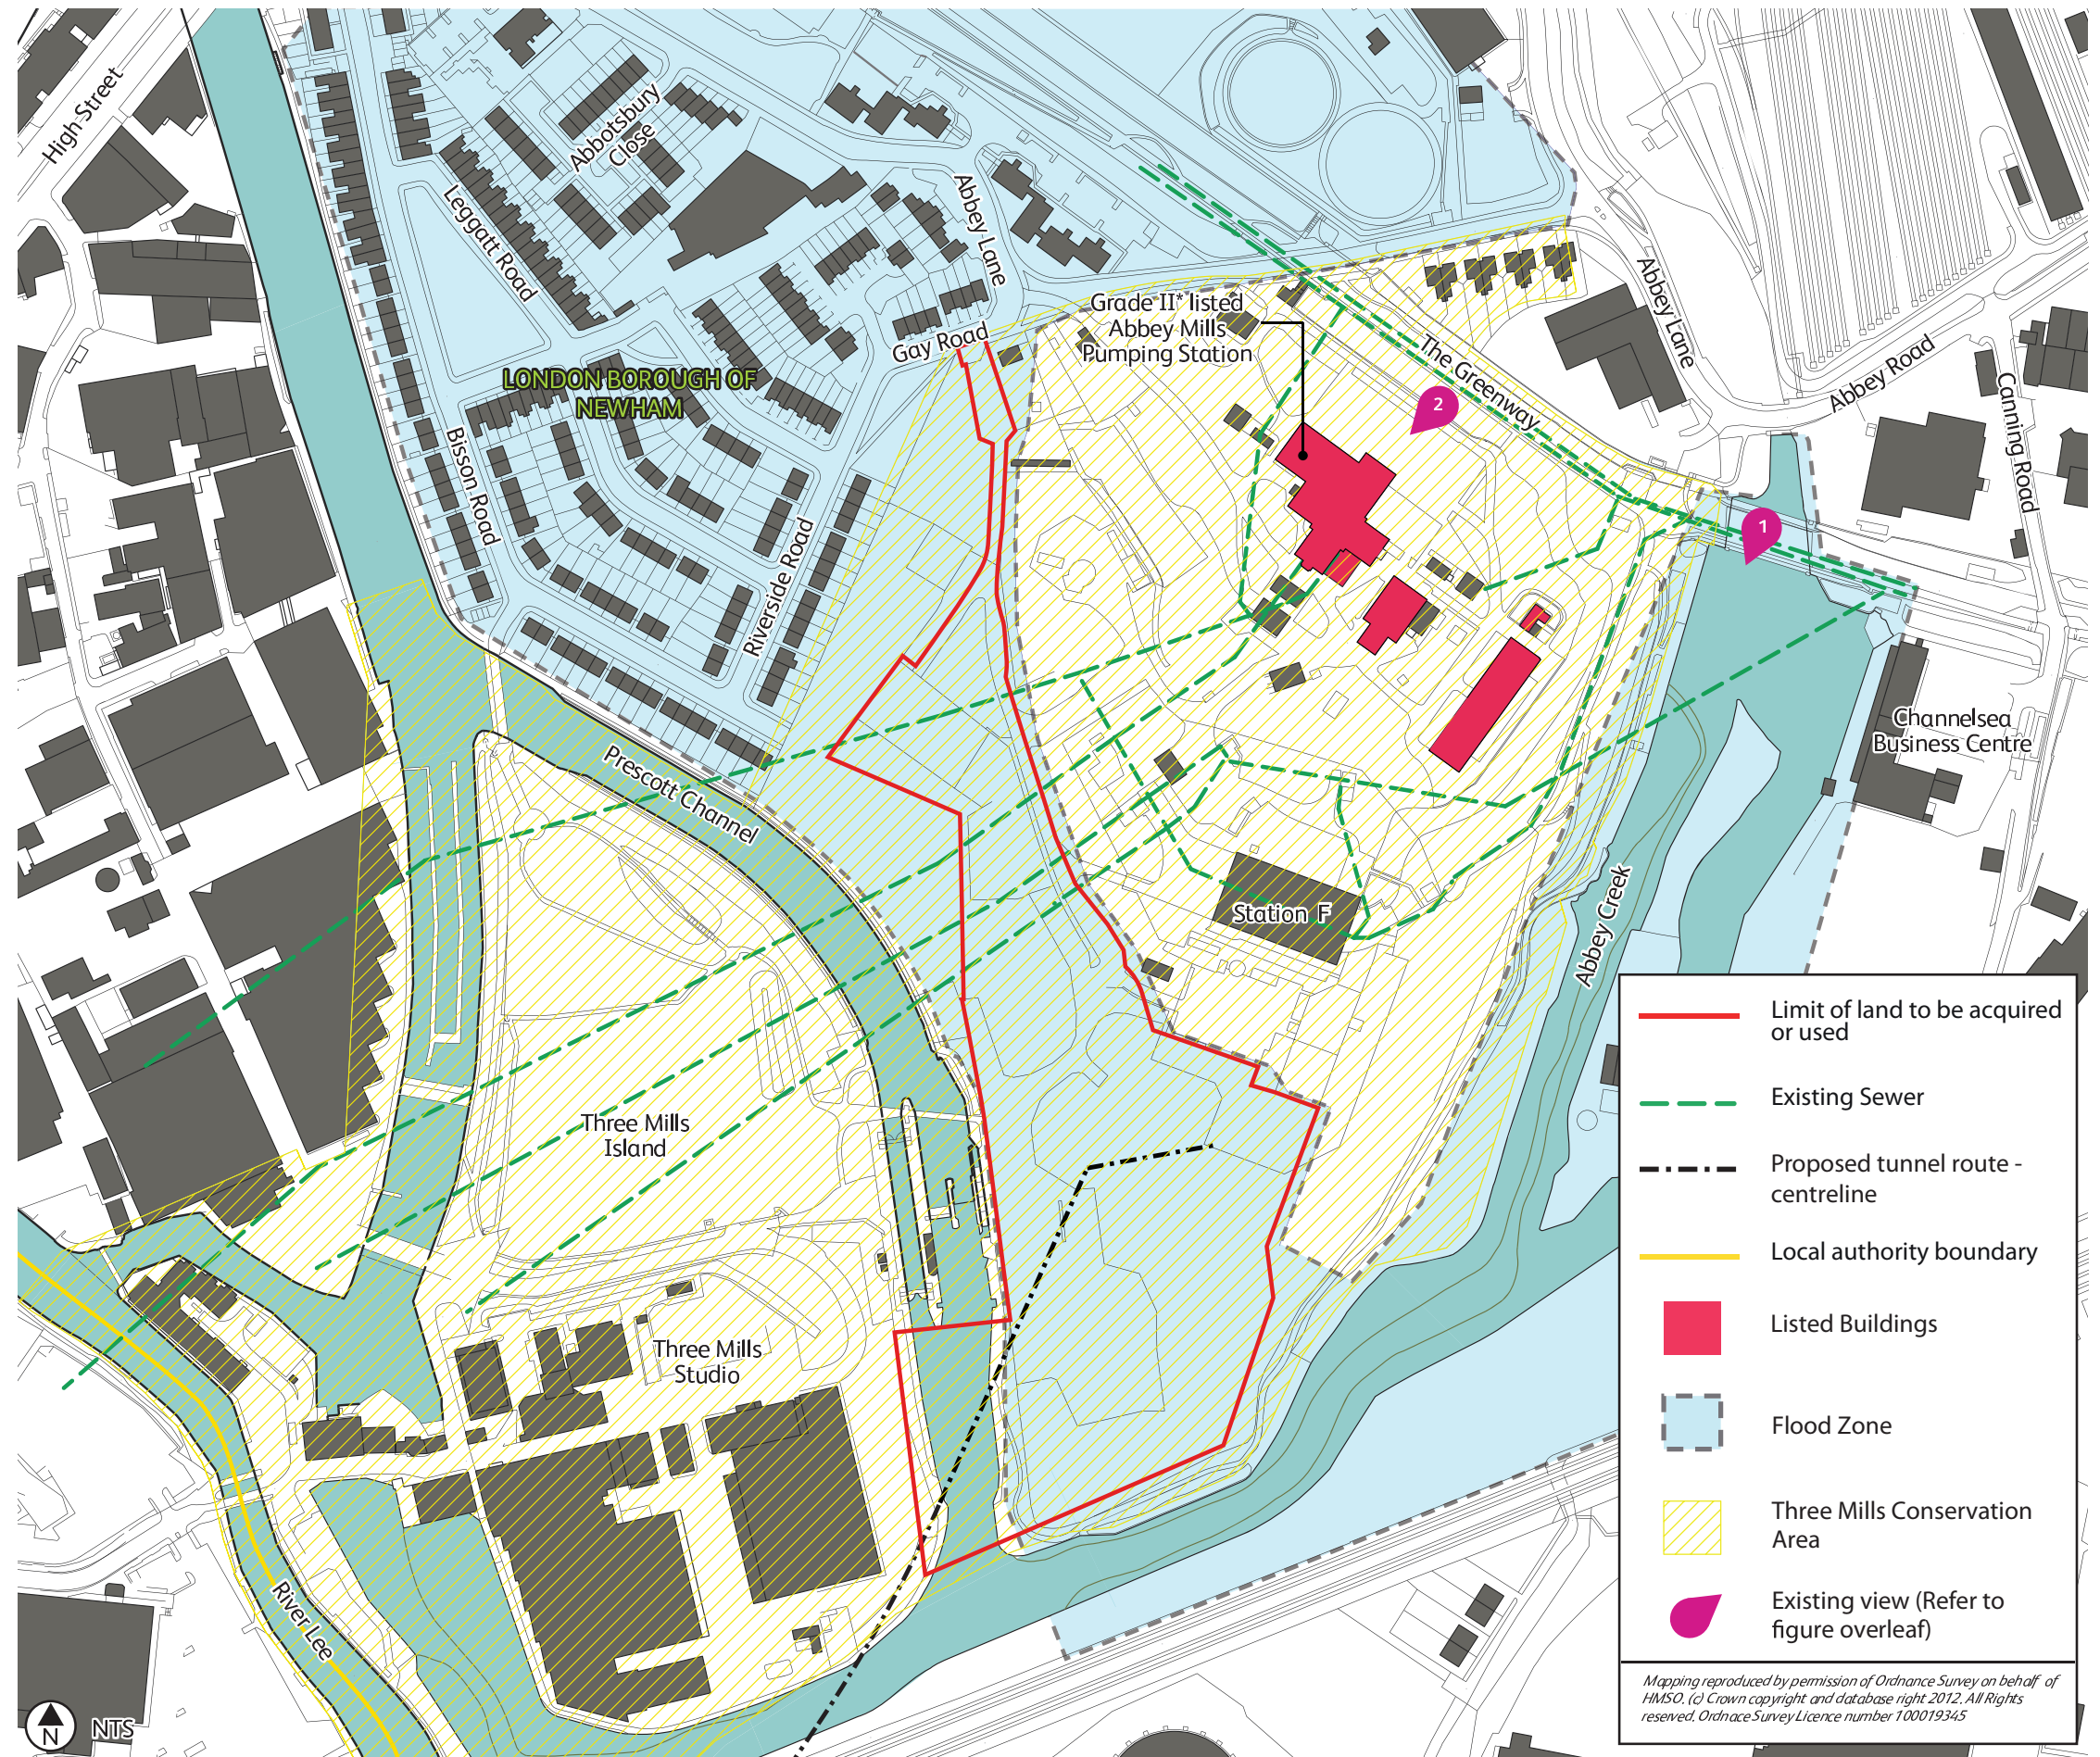 High Street
Abbotsbury
Close
Leggatt Road
Abbey Lane
Gay Road
Grade II* listed
Abbey Mills
Pumping Station
The Greenway
Abbey Lane
Abbey Road
Canning Road
LONDON BOROUGH OF
NEWHAM
2
1
Bisson Road
Riverside Road
Prescott Channel
Channelsea
Business Centre
Station F
Abbey Creek
Three Mills
Island
Three Mills
Studio
River Lee
N
NTS
Limit of land to be acquired
or used
Existing Sewer
Proposed tunnel route -
centreline
Local authority boundary
Listed Buildings
Flood Zone
Three Mills Conservation
Area
Existing view (Refer to
figure overleaf)
Mapping reproduced by permission of Ordnance Survey on behalf of
HMSO. (c) Crown copyright and database right 2012. All Rights
reserved. Ordnace Survey Licence number 100019345